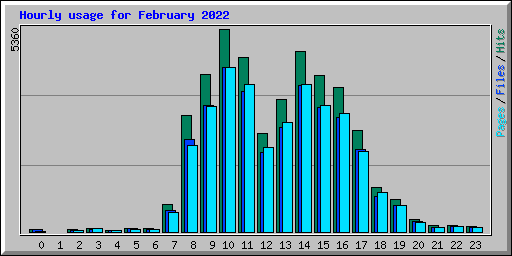 Hourly usage for February 2022
5360
Pages/Files/Hits
0 1 2 3 4 5 6 7 8 9 10 11 12 13 14 15 16 17 18 19 20 21 22 23